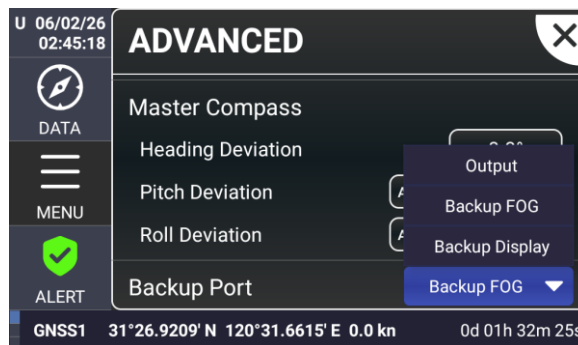 U 06/02/26
02:45:18
ADVANCED
DATA
Master Compass
Heading Deviation
Output
Pitch Deviation
MENU
Backup FOG
Roll Deviation
Backup Display
ALERT
Backup Port
Backup FOG
GNSS1 31°26.9209' N 120°31.6615' E 0.0 kn 0d 01h 32m 25s